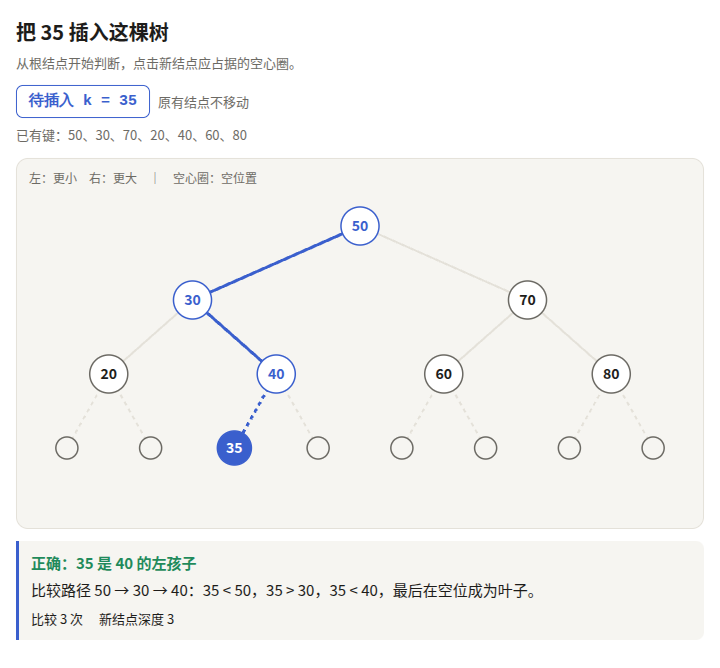 把 35 插入这棵树
从根结点开始判断，点击新结点应占据的空心圈。
待插入 k = 35 原有结点不移动
已有键：50、30、70、20、40、60、80
左：更小 右：更大 | 空心圈：空位置
50
30 70
20 40 60 80
35
正确：35 是 40 的左孩子
比较路径 50 → 30 → 40：35 < 50，35 > 30，35 < 40，最后在空位成为叶子。
比较 3 次 新结点深度 3